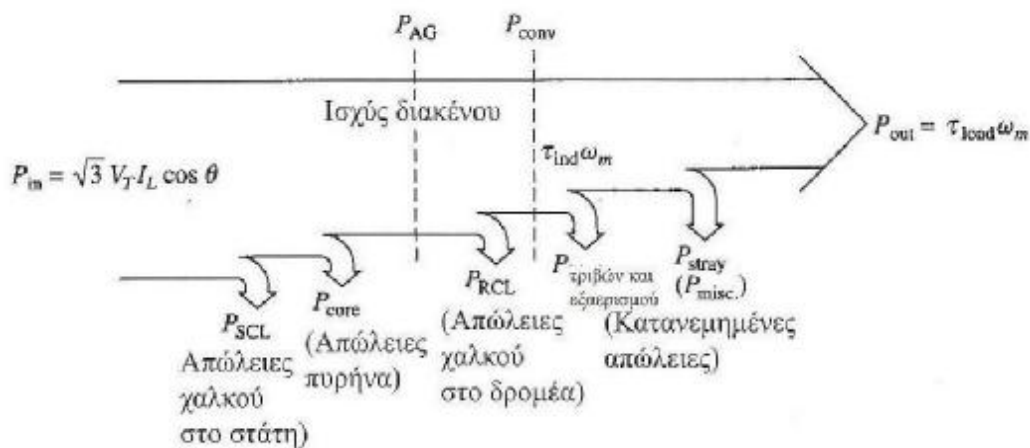 P_AG
P_conv
Ισχύς διακένου
P_out = τ_load ω_m
τ_ind ω_m
P_in = √3 V_T I_L cos θ
P_SCL
Απώλειες
χαλκού
στο στάτη)
P_core
(Απώλειες
πυρήνα)
P_RCL
(Απώλειες
χαλκού
στο δρομέα)
P τριβών και
εξαερισμού
P_stray
(P_misc.)
(Κατανεμημένες
απώλειες)